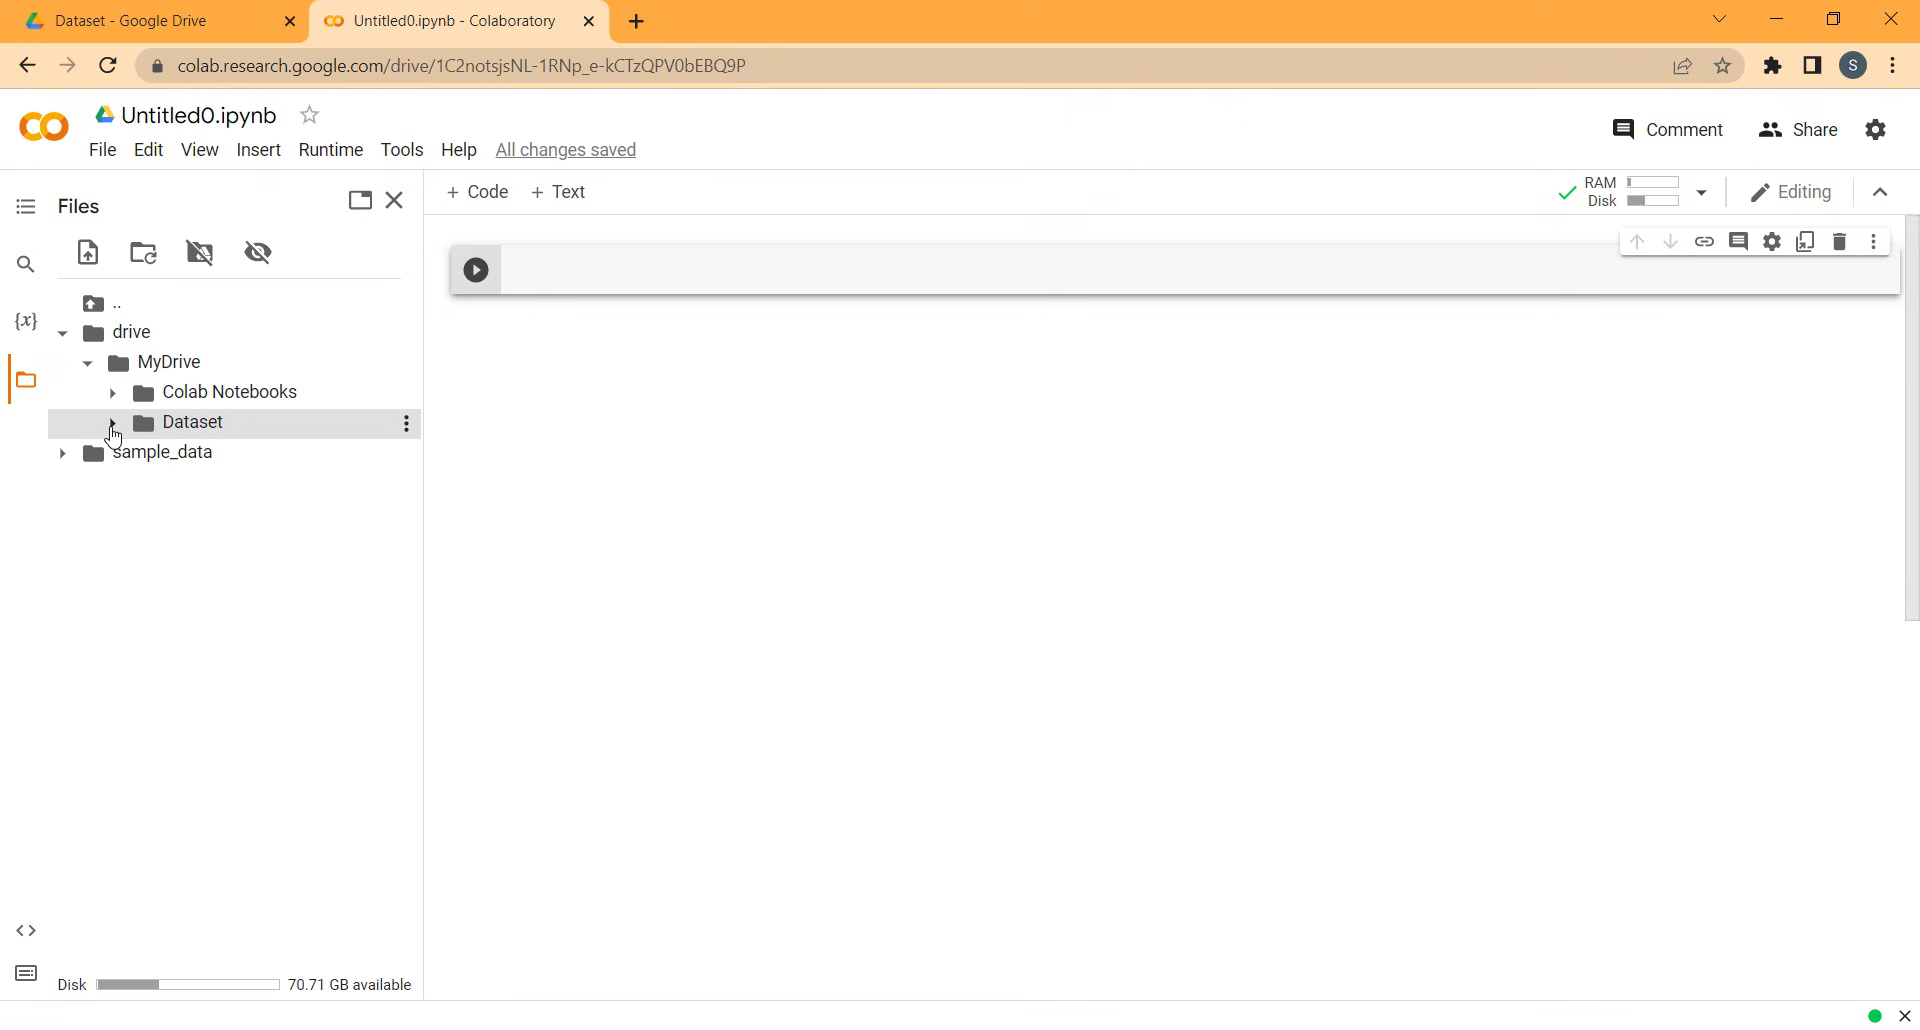 Dataset - Google Drive
Untitled0.ipynb - Colaboratory
colab.research.google.com/drive/1C2notsjsNL-1RNp_e-kCTzQPV0bEBQ9P
S
Untitled0.ipynb
File Edit View Insert Runtime Tools Help All changes saved
Comment
Share
Files
+ Code + Text
RAM
Disk
Editing
{x}
..
drive
MyDrive
Colab Notebooks
Dataset
sample_data
Disk 70.71 GB available